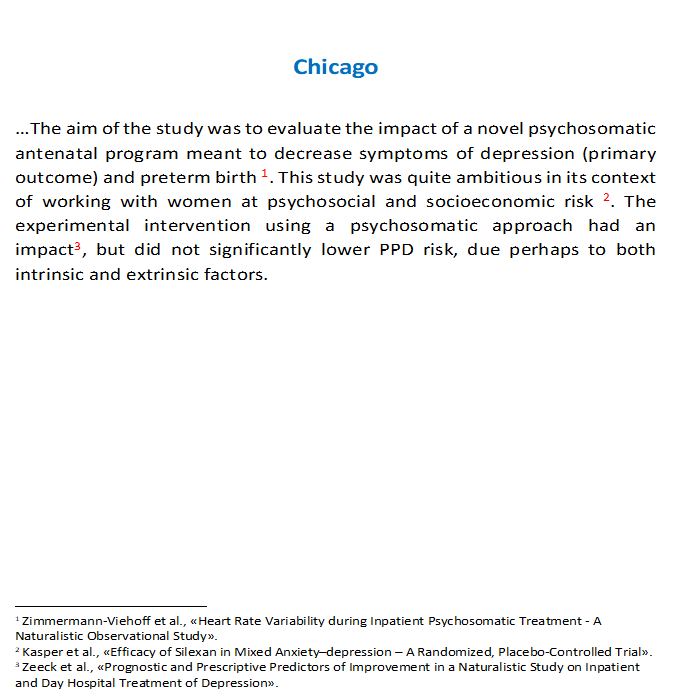 Chicago
...The aim of the study was to evaluate the impact of a novel psychosomatic
antenatal program meant to decrease symptoms of depression (primary
outcome) and preterm birth ¹. This study was quite ambitious in its context
of working with women at psychosocial and socioeconomic risk ². The
experimental intervention using a psychosomatic approach had an
impact³, but did not significantly lower PPD risk, due perhaps to both
intrinsic and extrinsic factors.
¹ Zimmermann-Viehoff et al., «Heart Rate Variability during Inpatient Psychosomatic Treatment - A
Naturalistic Observational Study».
² Kasper et al., «Efficacy of Silexan in Mixed Anxiety–depression – A Randomized, Placebo-Controlled Trial».
³ Zeeck et al., «Prognostic and Prescriptive Predictors of Improvement in a Naturalistic Study on Inpatient
and Day Hospital Treatment of Depression».